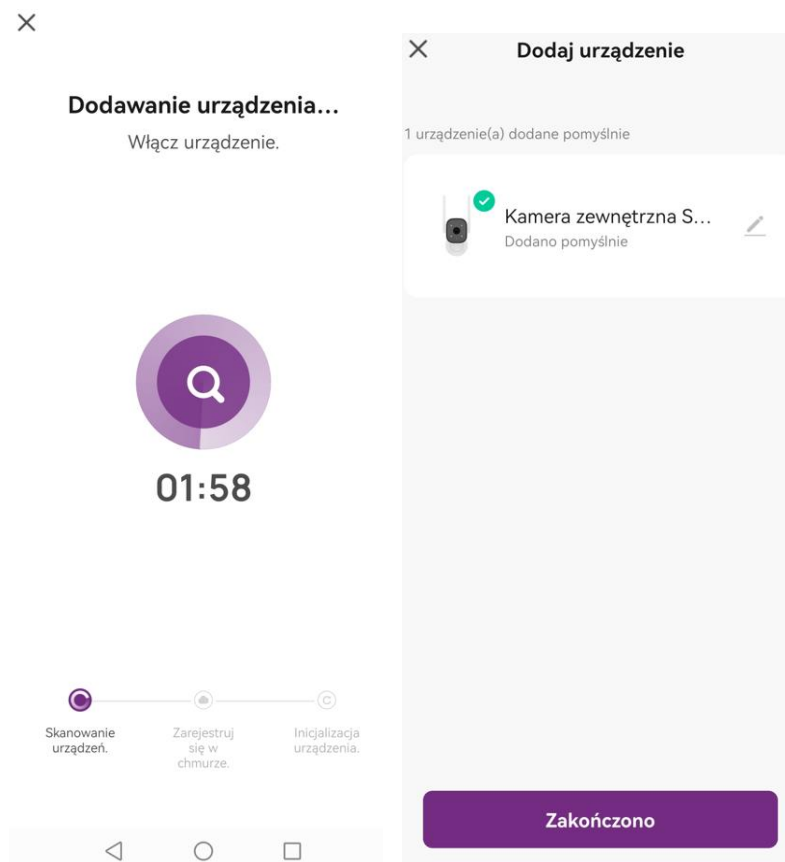 Dodawanie urządzenia...
Włącz urządzenie.
01:58
Skanowanie
urządzeń.
Zarejestruj
się w
chmurze.
Inicjalizacja
urządzenia.
Dodaj urządzenie
1 urządzenie(a) dodane pomyślnie
Kamera zewnętrzna S...
Dodano pomyślnie
Zakończono